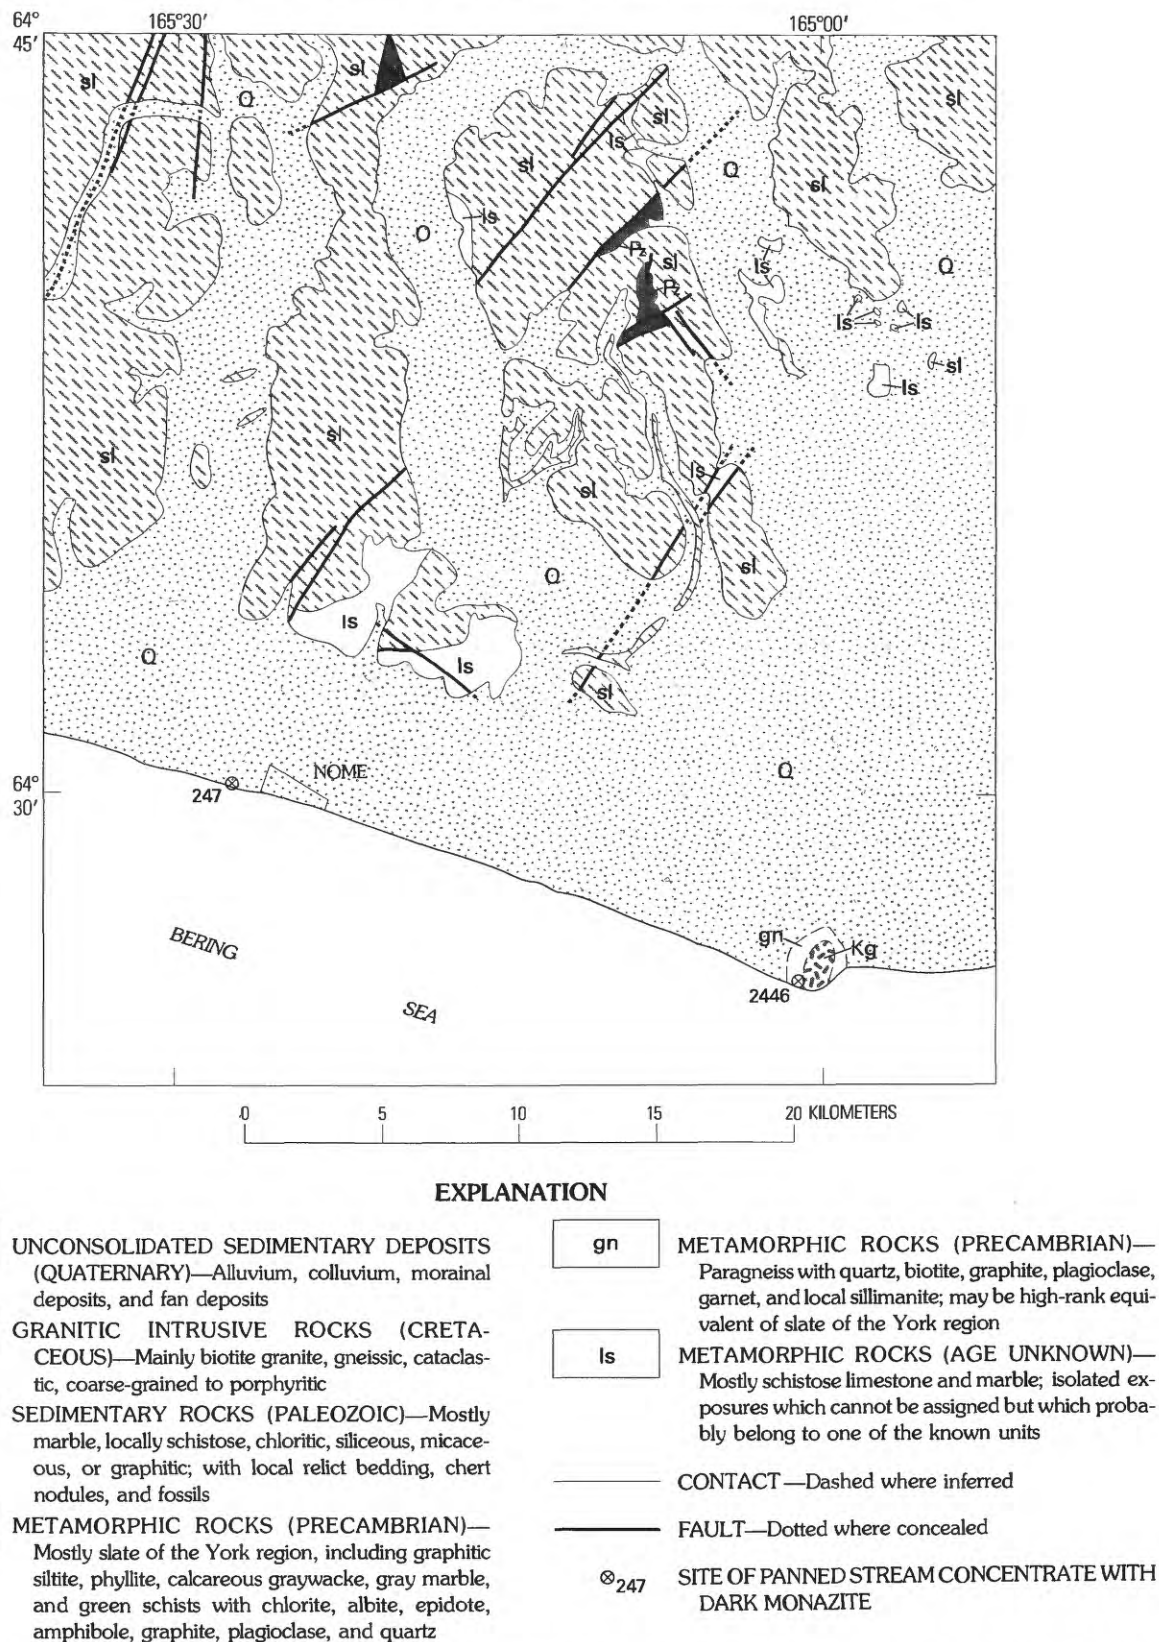 64° 165°30′ 165°00′
45′
sl
sl
sl
Q
sl
ls
sl
Q
sl
sl
ls
O
Pz
sl
Pz
ls
Q
ls
ls
sl
ls
sl
sl
ls
sl
sl
Q
ls
ls
sl
Q
Q
64°
30′
NOME
247
gn
Kg
2446
BERING
SEA
0 5 10 15 20 KILOMETERS
EXPLANATION
UNCONSOLIDATED SEDIMENTARY DEPOSITS
(QUATERNARY)—Alluvium, colluvium, morainal
deposits, and fan deposits
GRANITIC INTRUSIVE ROCKS (CRETA-
CEOUS)—Mainly biotite granite, gneissic, cataclas-
tic, coarse-grained to porphyritic
SEDIMENTARY ROCKS (PALEOZOIC)—Mostly
marble, locally schistose, chloritic, siliceous, micace-
ous, or graphitic; with local relict bedding, chert
nodules, and fossils
METAMORPHIC ROCKS (PRECAMBRIAN)—
Mostly slate of the York region, including graphitic
siltite, phyllite, calcareous graywacke, gray marble,
and green schists with chlorite, albite, epidote,
amphibole, graphite, plagioclase, and quartz
gn
METAMORPHIC ROCKS (PRECAMBRIAN)—
Paragneiss with quartz, biotite, graphite, plagioclase,
garnet, and local sillimanite; may be high-rank equi-
valent of slate of the York region
ls
METAMORPHIC ROCKS (AGE UNKNOWN)—
Mostly schistose limestone and marble; isolated ex-
posures which cannot be assigned but which proba-
bly belong to one of the known units
CONTACT—Dashed where inferred
FAULT—Dotted where concealed
⊗247 SITE OF PANNED STREAM CONCENTRATE WITH
DARK MONAZITE